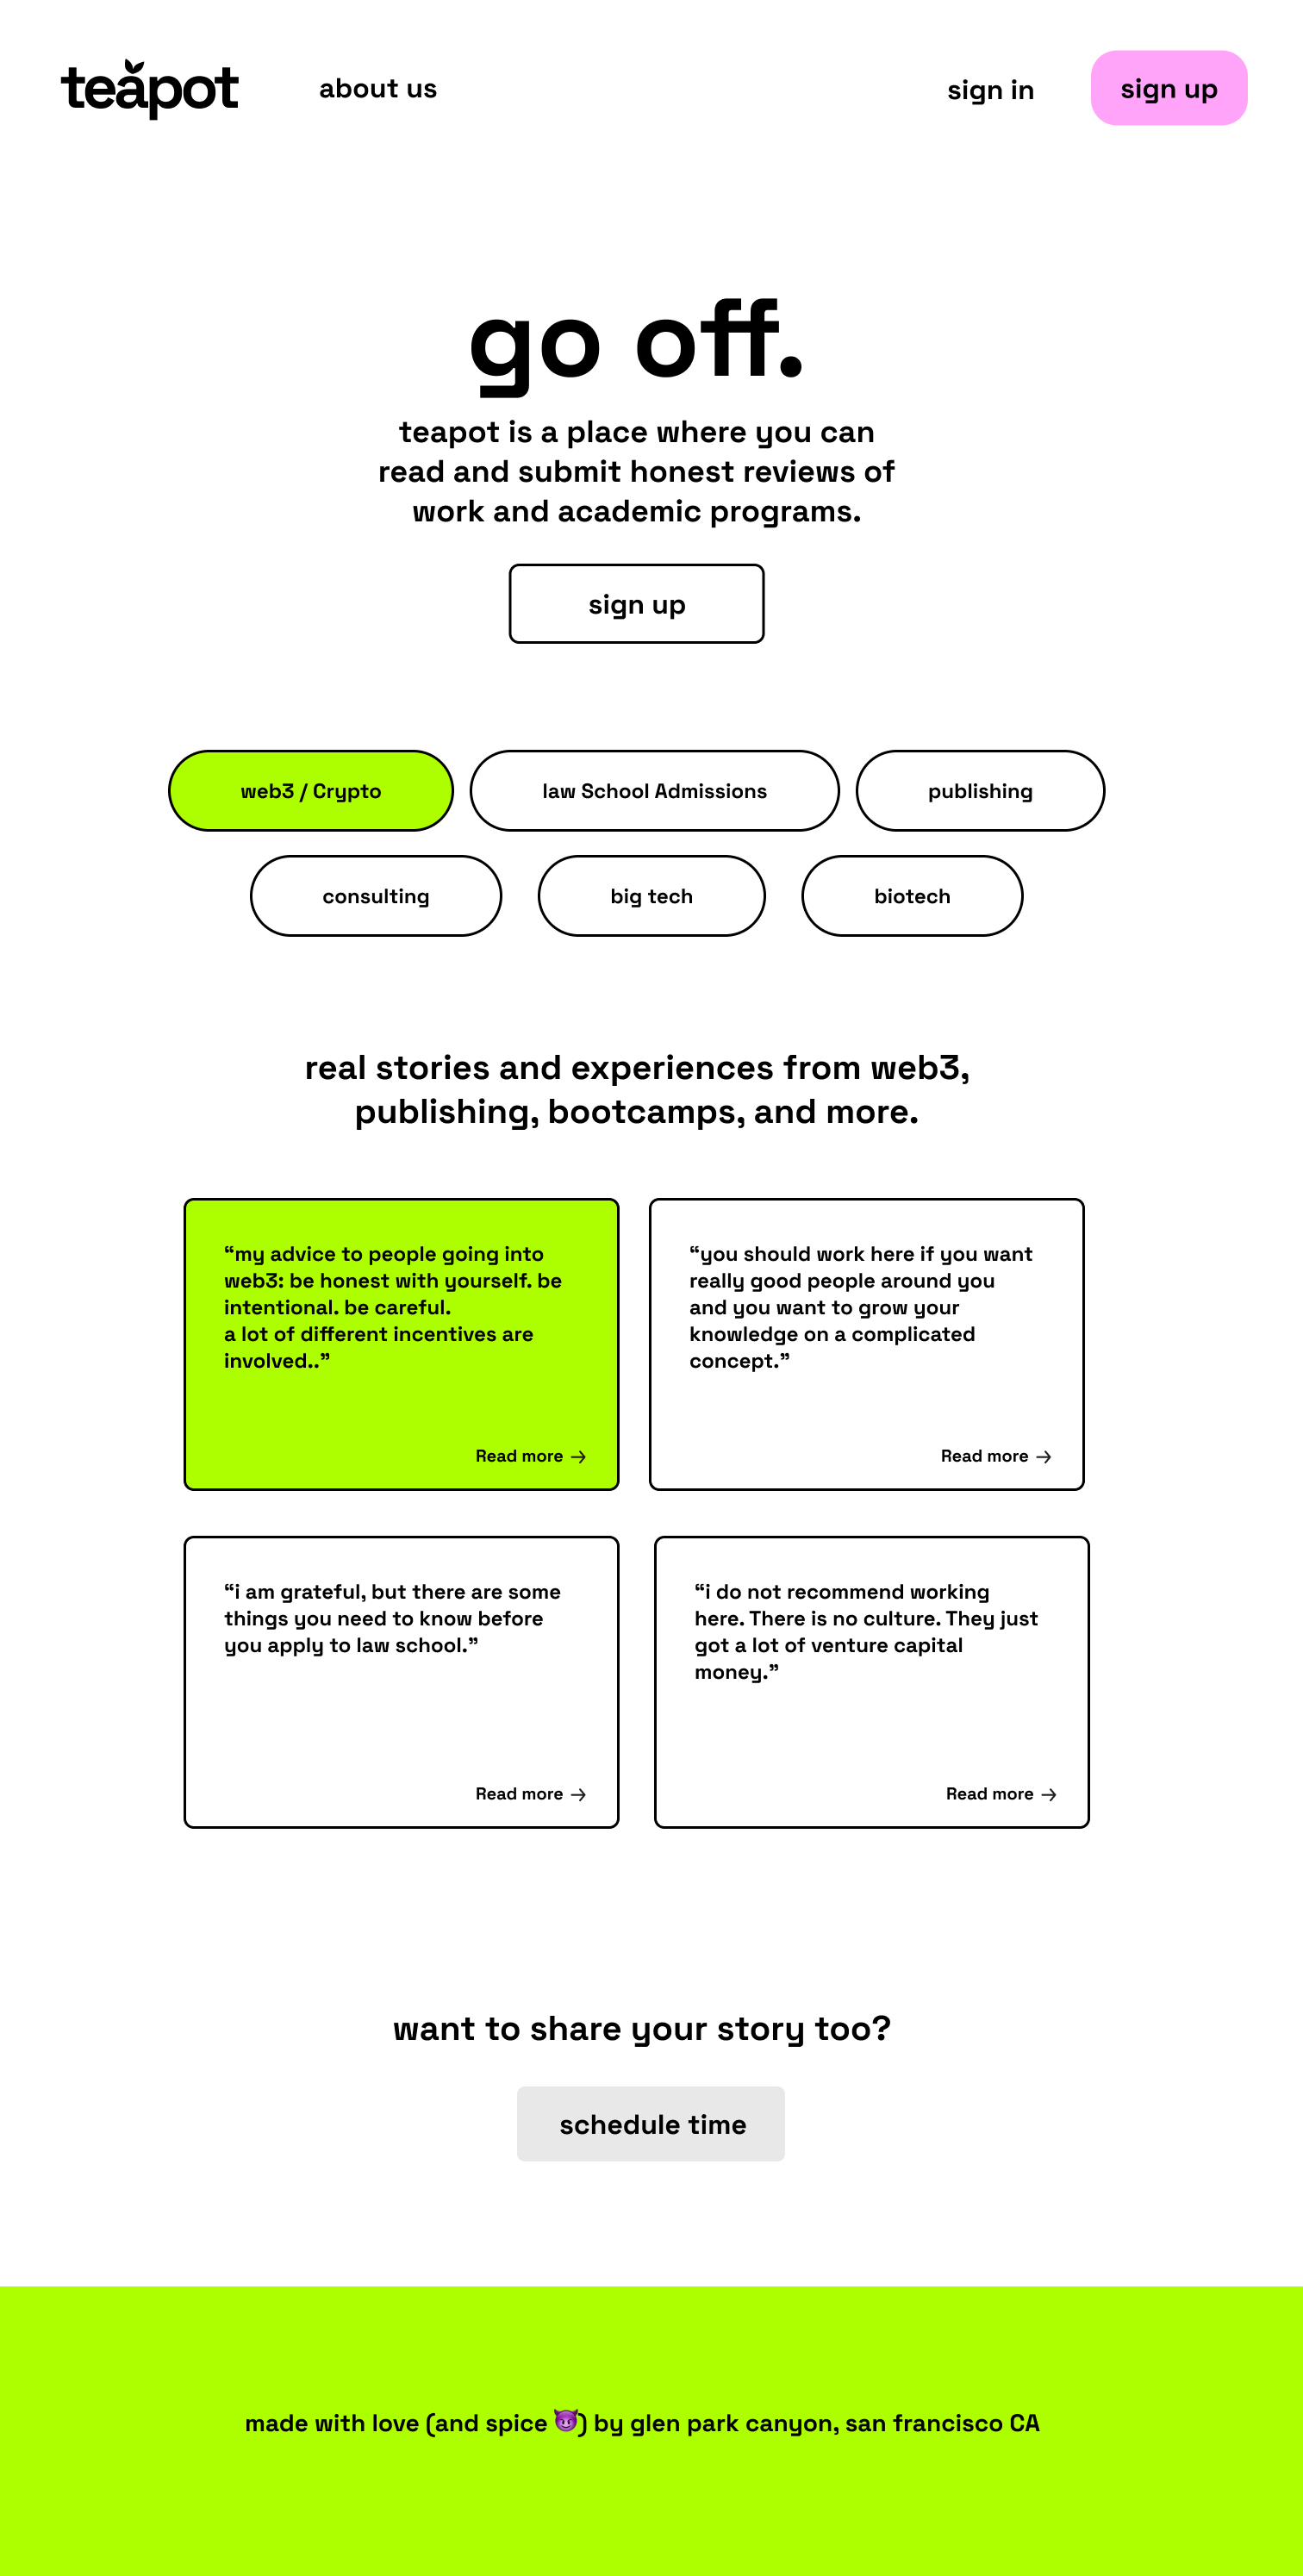 teapot
about us
sign in
sign up
go off.
teapot is a place where you can
read and submit honest reviews of
work and academic programs.
sign up
web3 / Crypto
law School Admissions
publishing
consulting
big tech
biotech
real stories and experiences from web3,
publishing, bootcamps, and more.
“my advice to people going into
web3: be honest with yourself. be
intentional. be careful.
a lot of different incentives are
involved..”
Read more →
“you should work here if you want
really good people around you
and you want to grow your
knowledge on a complicated
concept.”
Read more →
“i am grateful, but there are some
things you need to know before
you apply to law school.”
Read more →
“i do not recommend working
here. There is no culture. They just
got a lot of venture capital
money.”
Read more →
want to share your story too?
schedule time
made with love (and spice 😈) by glen park canyon, san francisco CA